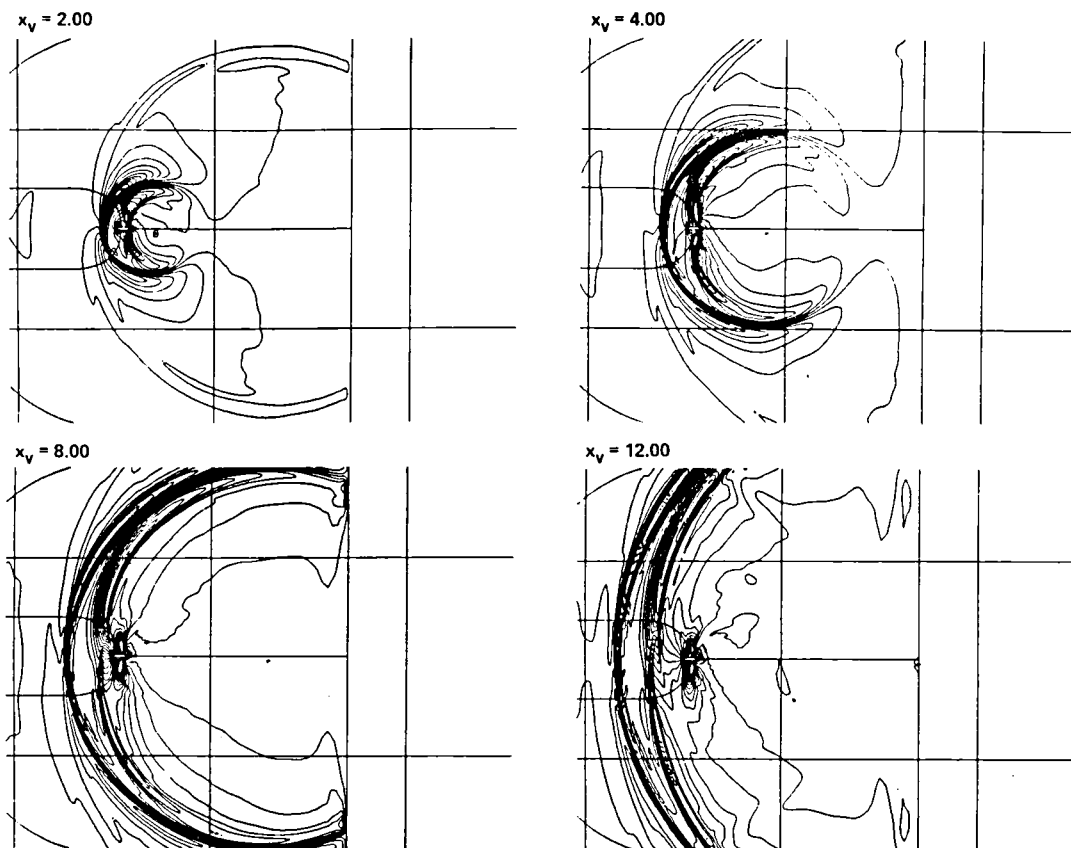 x_v = 2.00
x_v = 4.00
x_v = 8.00
x_v = 12.00